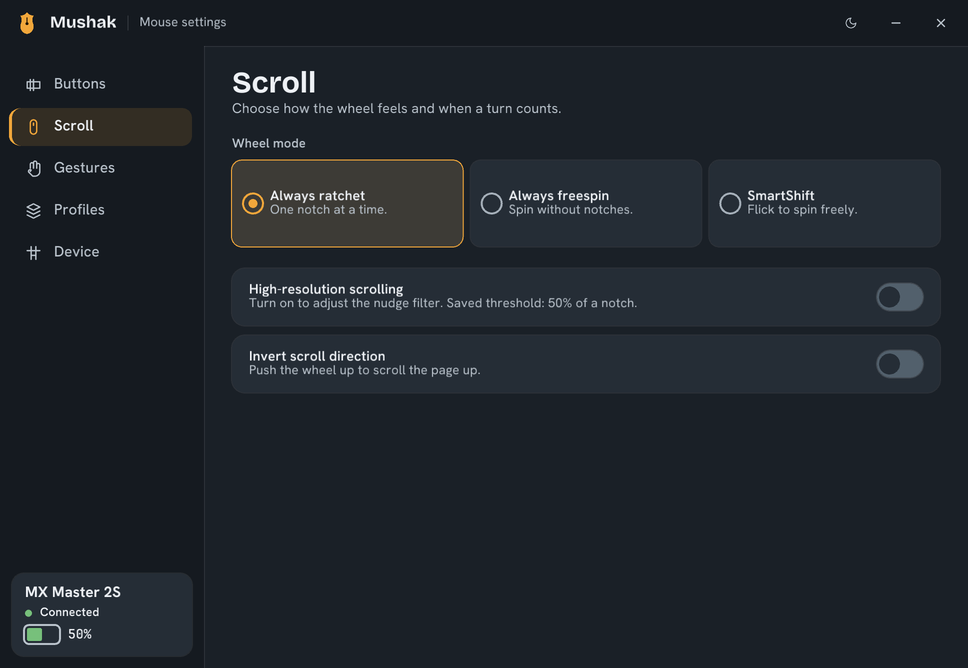 Mushak
Mouse settings
Buttons
Scroll
Gestures
Profiles
Device
Scroll
Choose how the wheel feels and when a turn counts.
Wheel mode
Always ratchet
One notch at a time.
Always freespin
Spin without notches.
SmartShift
Flick to spin freely.
High-resolution scrolling
Turn on to adjust the nudge filter. Saved threshold: 50% of a notch.
Invert scroll direction
Push the wheel up to scroll the page up.
MX Master 2S
Connected
50%